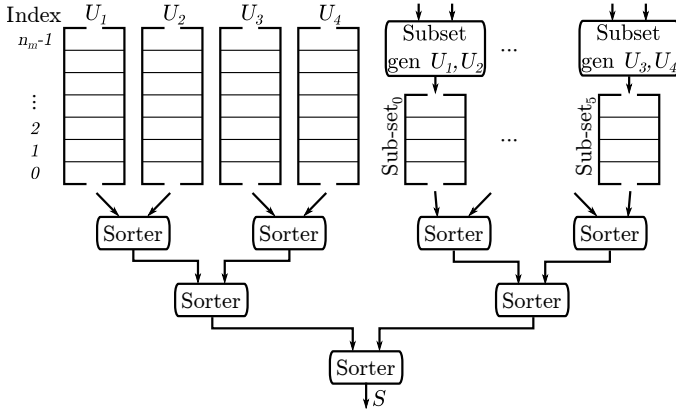 Index U1 U2 U3 U4
nm-1
...
2
1
0
Subset
gen U1,U2
...
Subset
gen U3,U4
Sub-set0
...
Sub-set5
Sorter Sorter Sorter Sorter
Sorter Sorter
Sorter
S